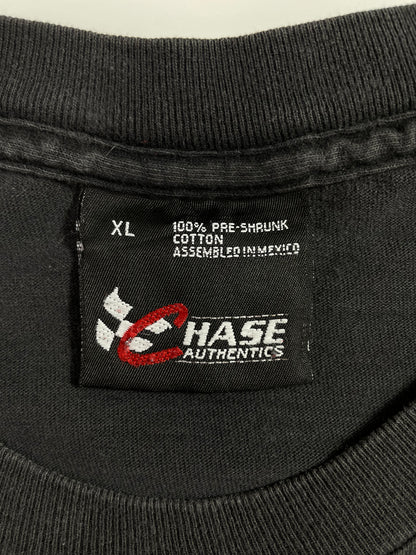 XL
100% PRE-SHRUNK
COTTON
ASSEMBLED IN MEXICO
CHASE
AUTHENTICS